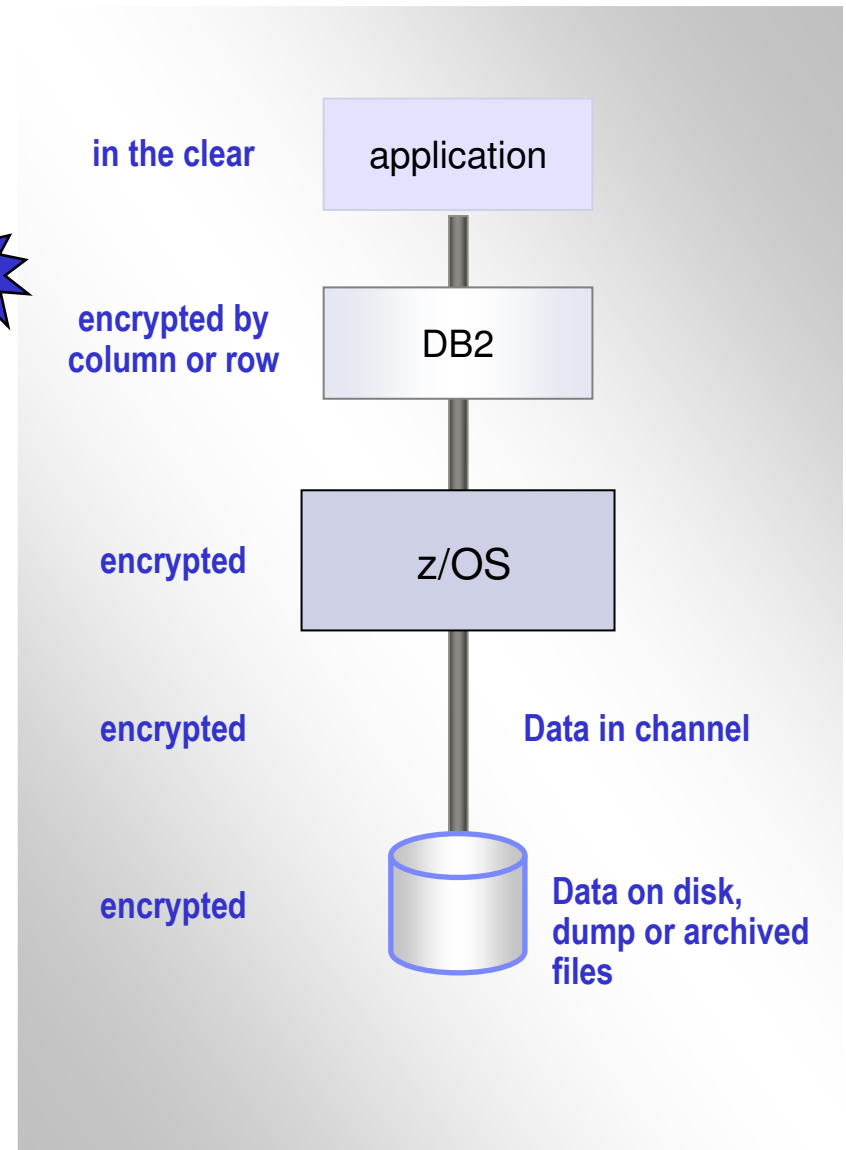 in the clear
application
encrypted by
column or row
DB2
encrypted
z/OS
encrypted
Data in channel
encrypted
Data on disk,
dump or archived
files